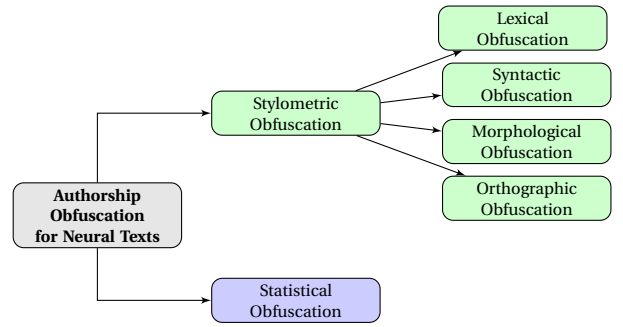 Lexical
Obfuscation
Syntactic
Obfuscation
Stylometric
Obfuscation
Morphological
Obfuscation
Authorship
Obfuscation
for Neural Texts
Orthographic
Obfuscation
Statistical
Obfuscation